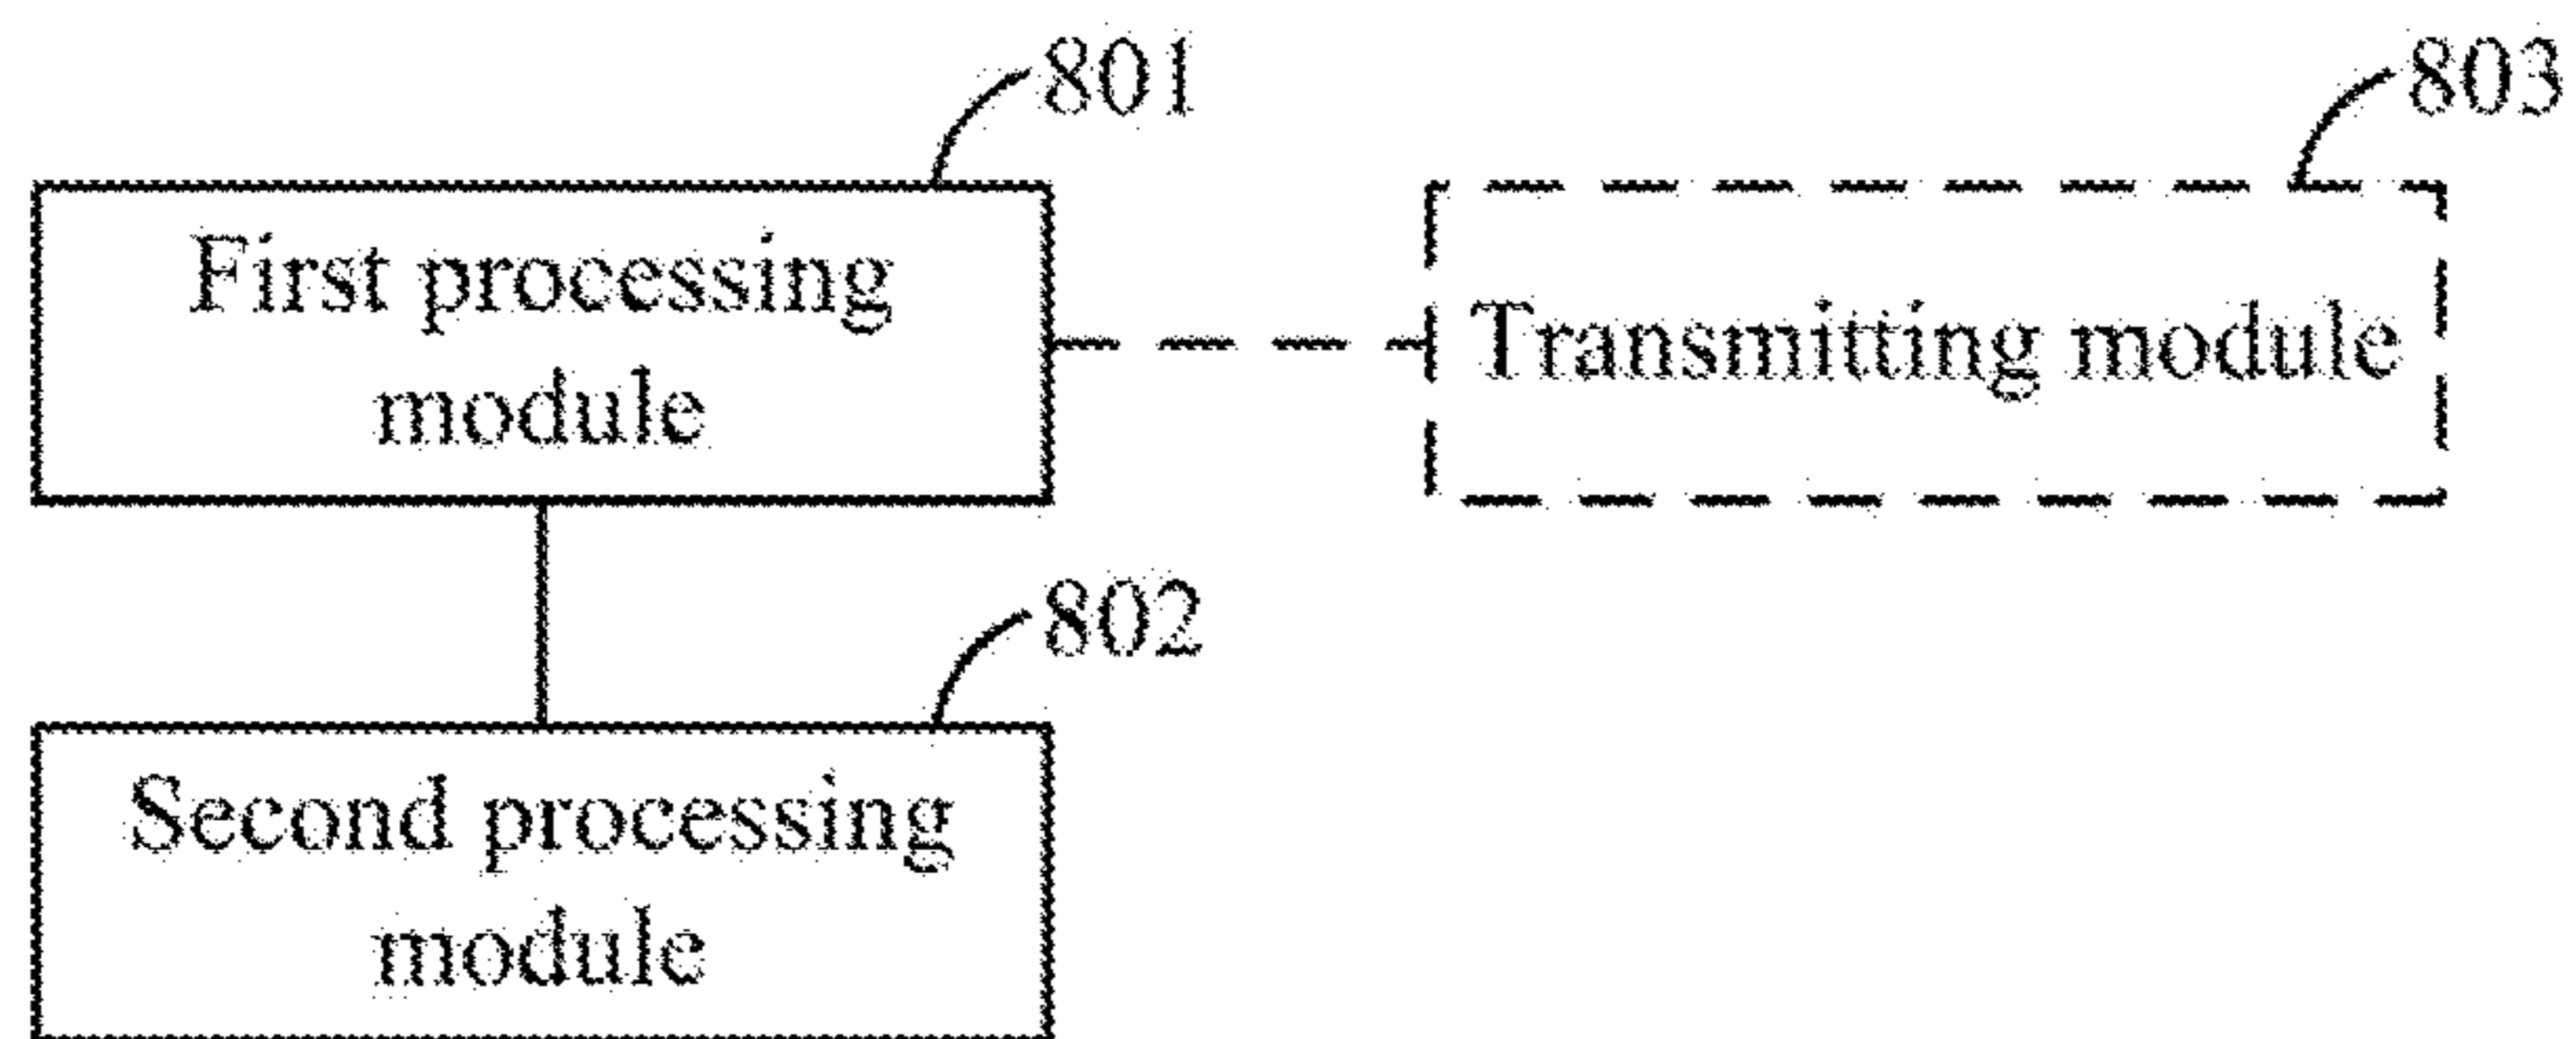 801
803
First processing
module
Transmitting module
802
Second processing
module